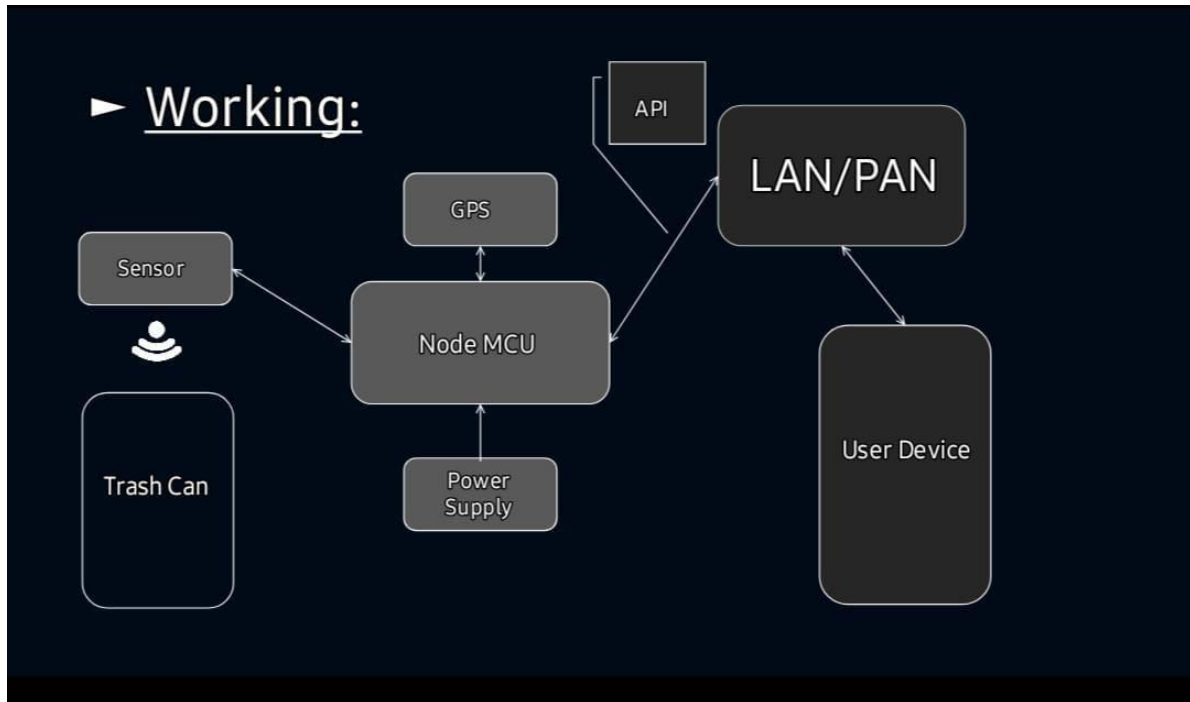 ► Working:
API
LAN/PAN
GPS
Sensor
Node MCU
User Device
Trash Can
Power
Supply